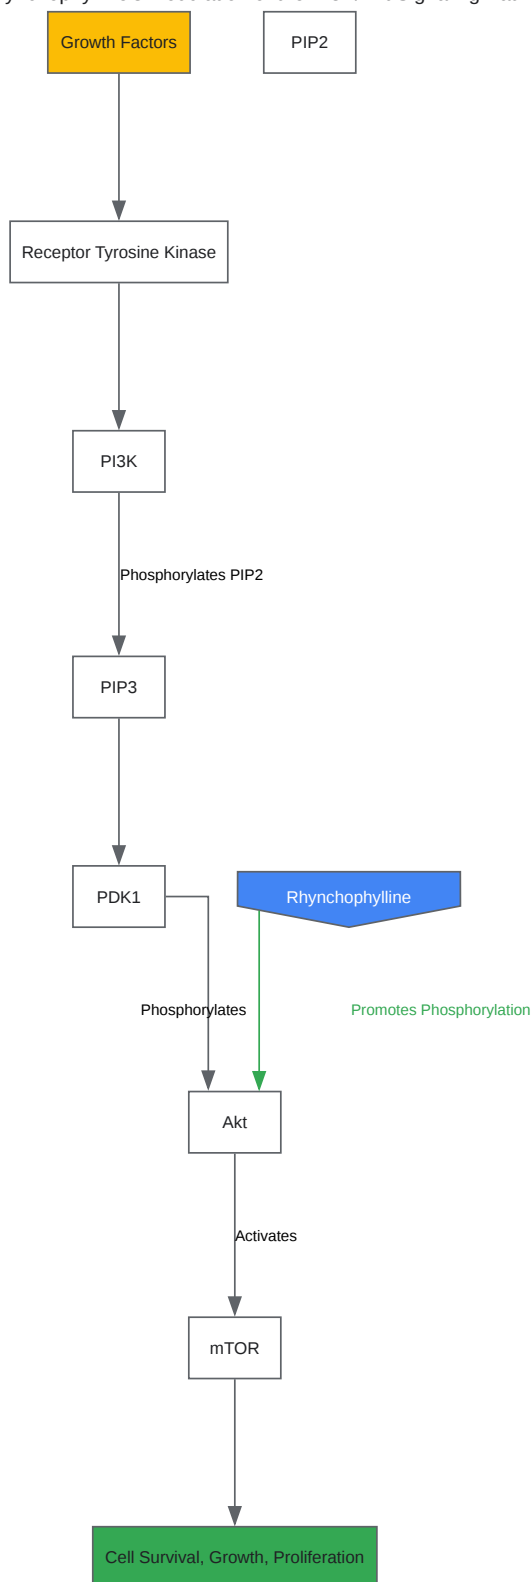 Growth Factors
PIP2
Receptor Tyrosine Kinase
PI3K
Phosphorylates PIP2
PIP3
PDK1
Rhynchophylline
Phosphorylates
Promotes Phosphorylation
Akt
Activates
mTOR
Cell Survival, Growth, Proliferation